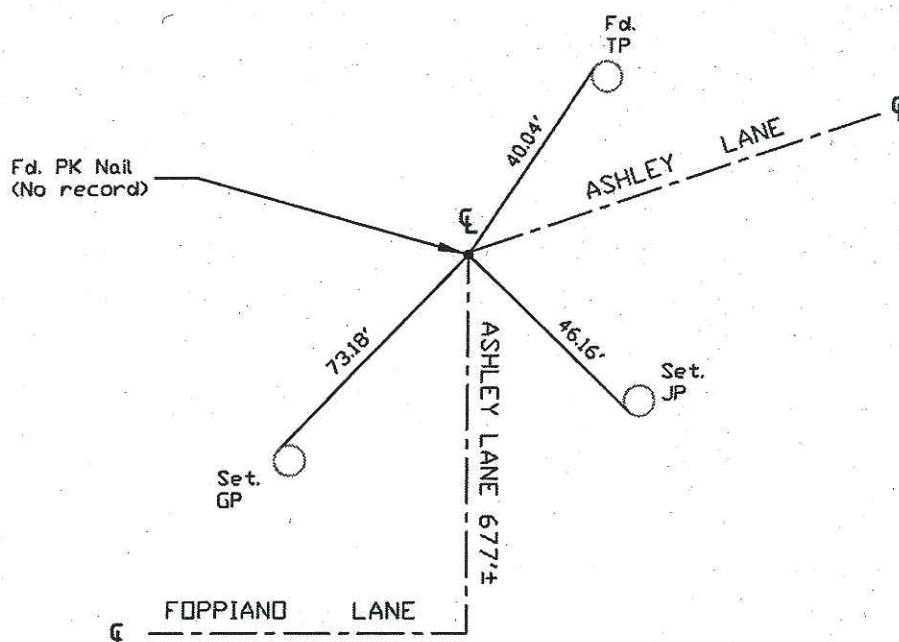 Fd.
TP
℄
ASHLEY LANE
40.04'
Fd. PK Nail
(No record)
℄
73.18'
46.16'
ASHLEY LANE 677'±
Set.
JP
Set.
GP
FOPPIANO LANE
℄